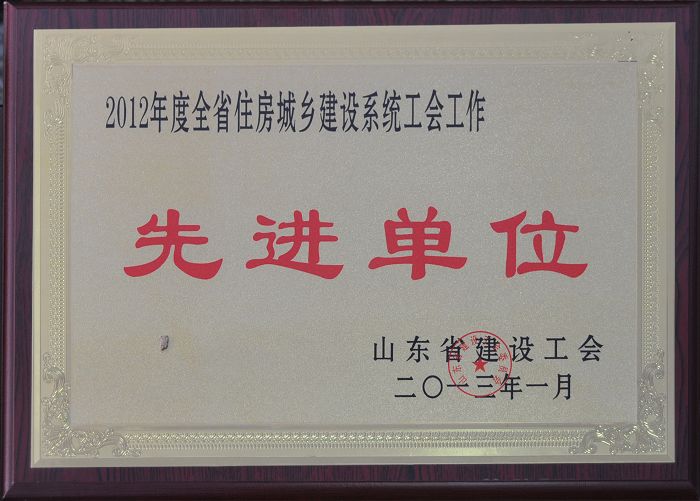 2012年度全省住房城乡建设系统工会工作
先进单位
山东省建设工会
二〇一三年一月